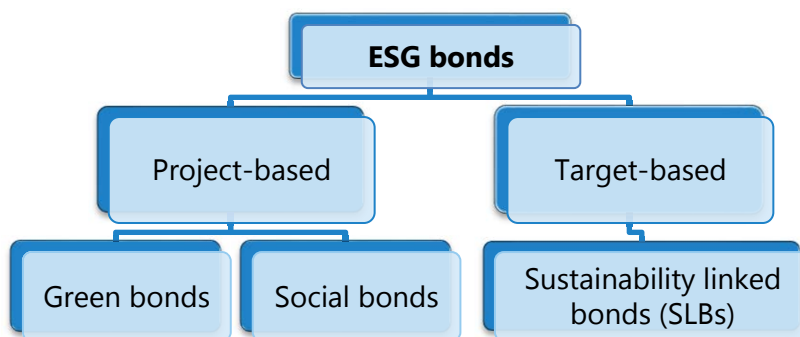 ESG bonds
Project-based
Target-based
Green bonds
Social bonds
Sustainability linked
bonds (SLBs)